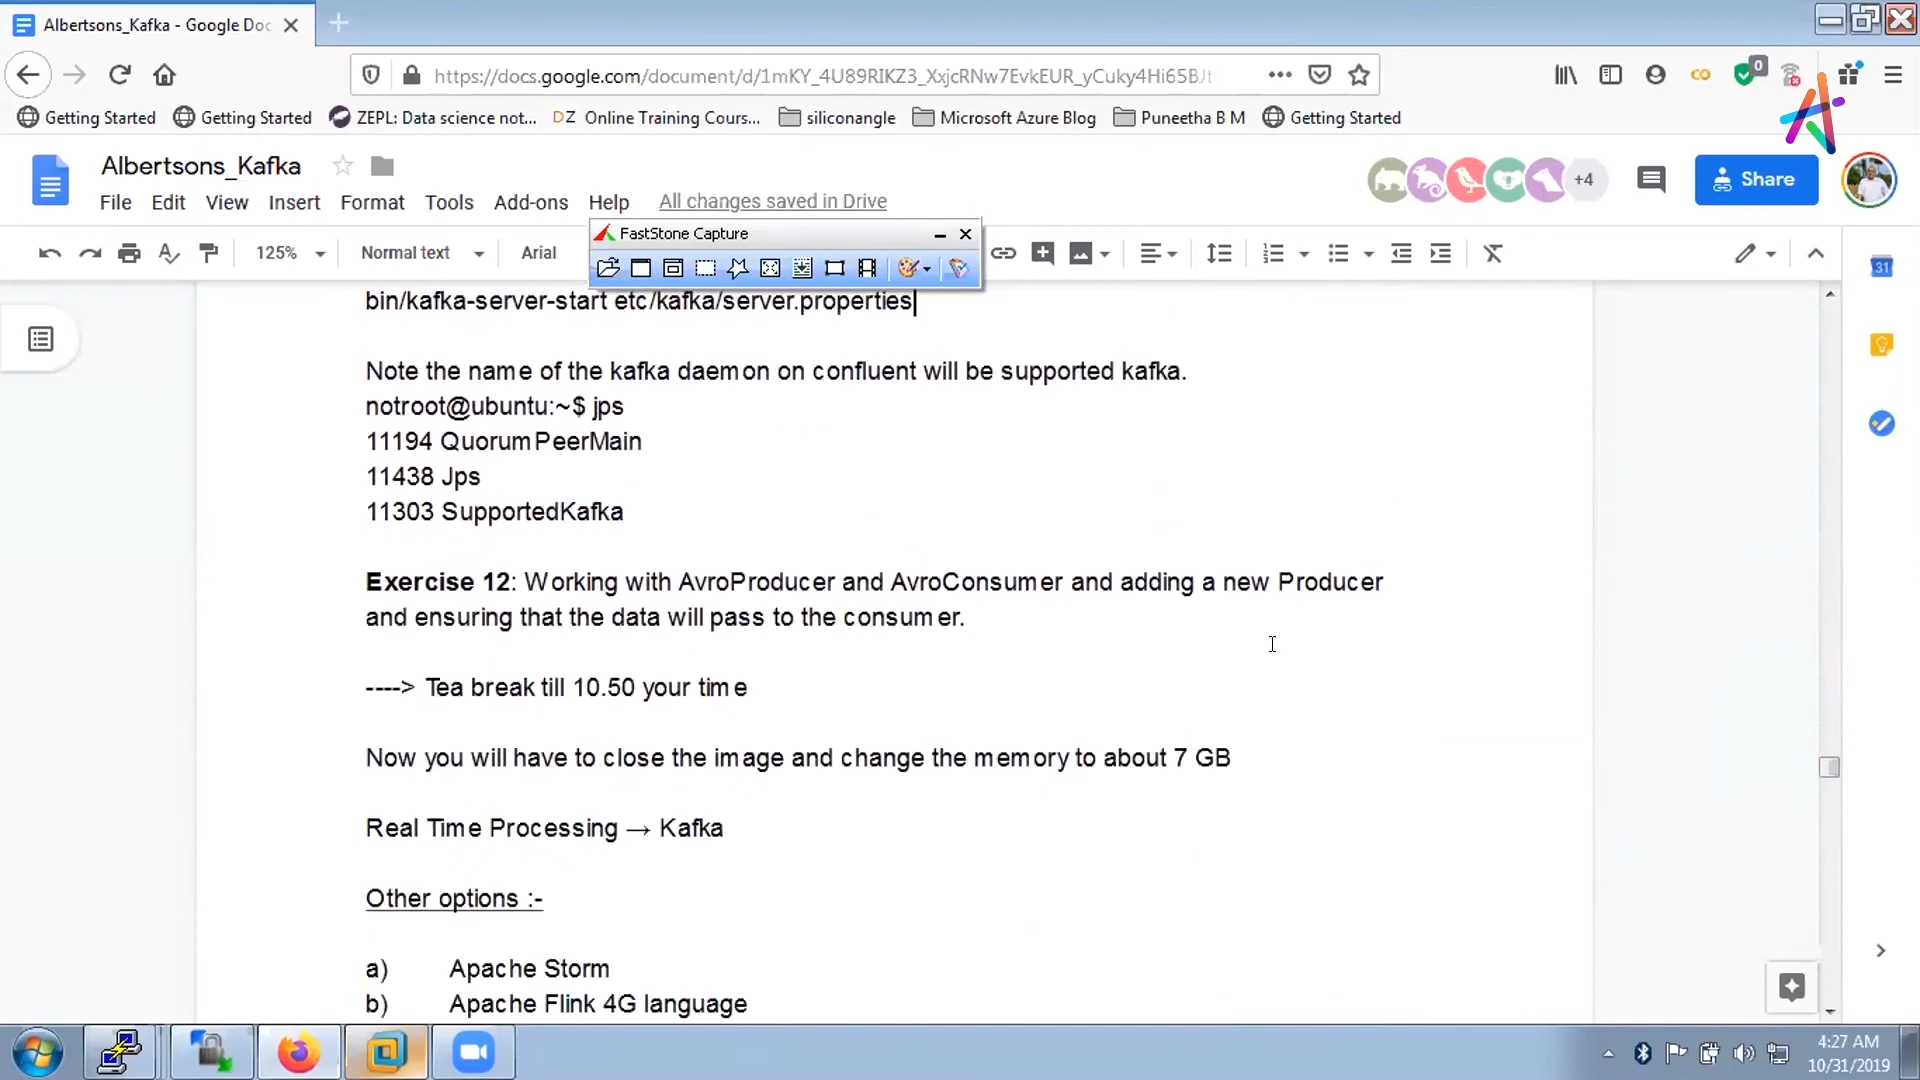 Albertsons_Kafka - Google Doc
https://docs.google.com/document/d/1mKY_4U89RIKZ3_XxjcRNw7EvkEUR_yCuky4Hi65BJt
0
Getting Started
Getting Started
ZEPL: Data science not...
DZ Online Training Cours...
siliconangle
Microsoft Azure Blog
Puneetha B M
Getting Started
Albertsons_Kafka
+4
Share
File Edit View Insert Format Tools Add-ons Help All changes saved in Drive
FastStone Capture
125% Normal text Arial
31
bin/kafka-server-start etc/kafka/server.properties
Note the name of the kafka daemon on confluent will be supported kafka.
notroot@ubuntu:~$ jps
11194 QuorumPeerMain
11438 Jps
11303 SupportedKafka
Exercise 12: Working with AvroProducer and AvroConsumer and adding a new Producer
and ensuring that the data will pass to the consumer.
----> Tea break till 10.50 your time
Now you will have to close the image and change the memory to about 7 GB
Real Time Processing → Kafka
Other options :-
a) Apache Storm
b) Apache Flink 4G language
4:27 AM
10/31/2019